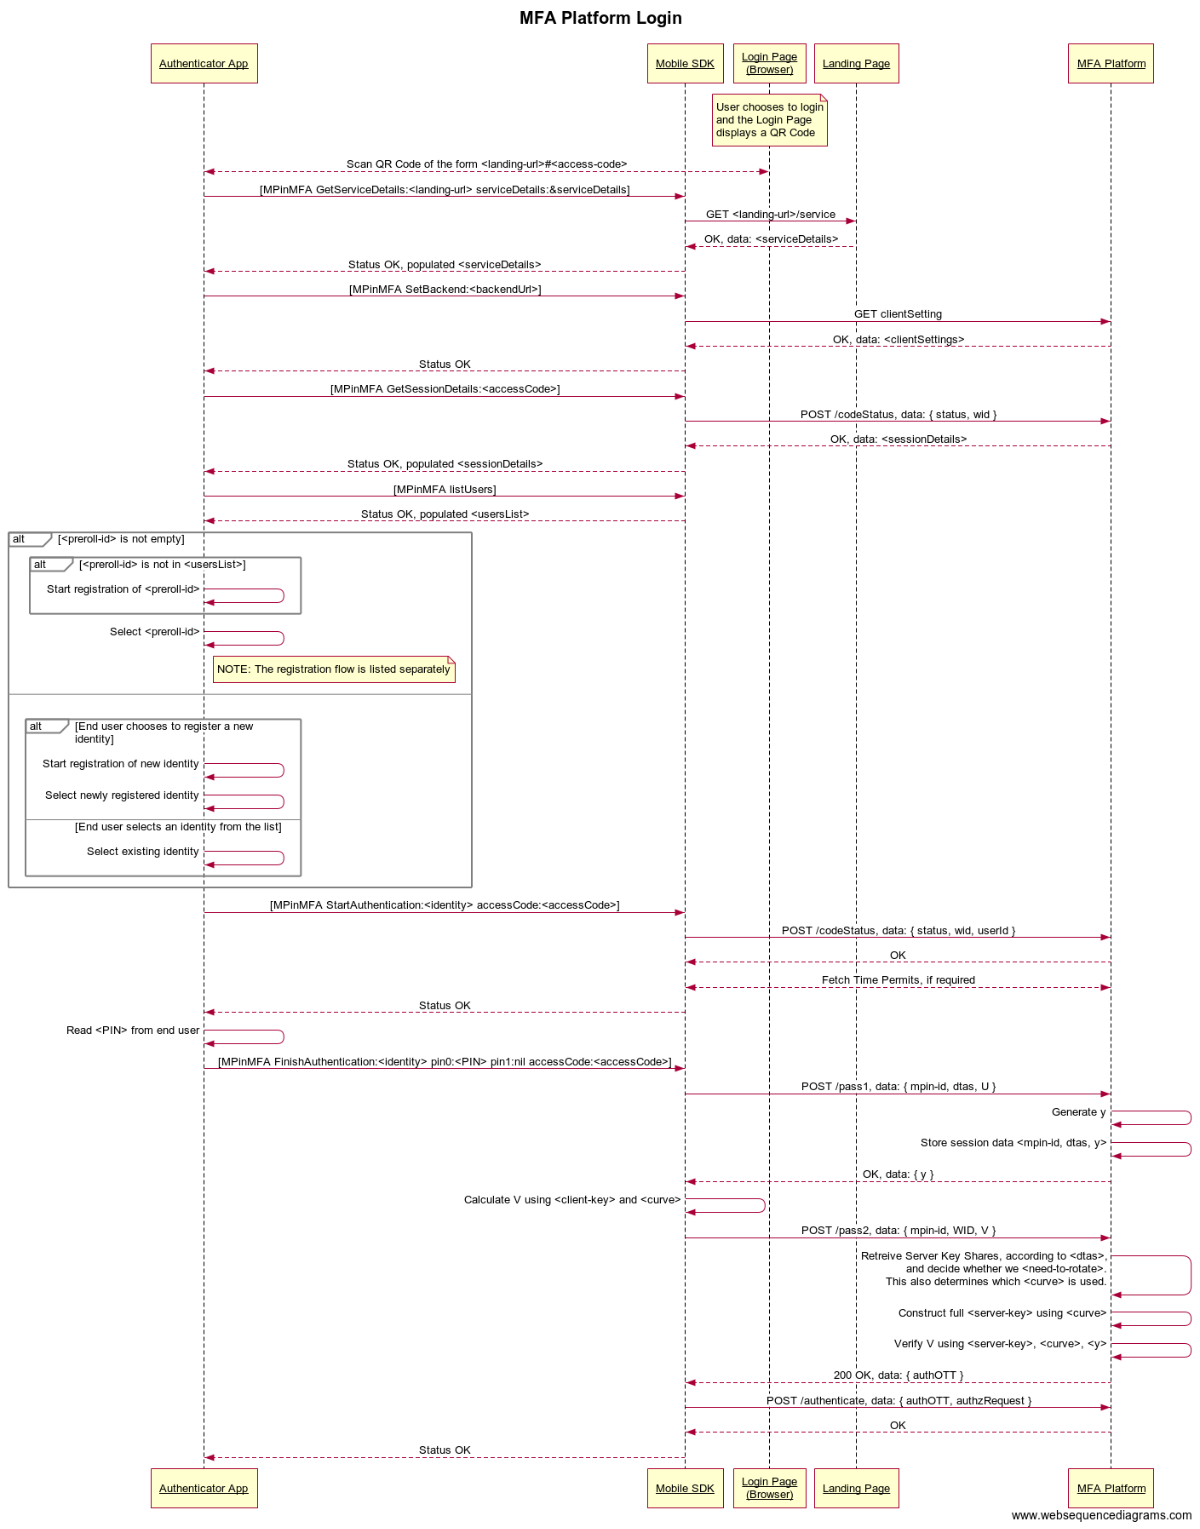 MFA Platform Login
Authenticator App
Mobile SDK
Login Page
(Browser)
Landing Page
MFA Platform
User chooses to login
and the Login Page
displays a QR Code
Scan QR Code of the form <landing-url>#<access-code>
[MPinMFA GetServiceDetails:<landing-url> serviceDetails:&serviceDetails]
GET <landing-url>/service
OK, data: <serviceDetails>
Status OK, populated <serviceDetails>
[MPinMFA SetBackend:<backendUrl>]
GET clientSetting
OK, data: <clientSettings>
Status OK
[MPinMFA GetSessionDetails:<accessCode>]
POST /codeStatus, data: { status, wid }
OK, data: <sessionDetails>
Status OK, populated <sessionDetails>
[MPinMFA listUsers]
Status OK, populated <usersList>
alt [<preroll-id> is not empty]
alt [<preroll-id> is not in <usersList>]
Start registration of <preroll-id>
Select <preroll-id>
NOTE: The registration flow is listed separately
alt [End user chooses to register a new
identity]
Start registration of new identity
Select newly registered identity
[End user selects an identity from the list]
Select existing identity
[MPinMFA StartAuthentication:<identity> accessCode:<accessCode>]
POST /codeStatus, data: { status, wid, userId }
OK
Fetch Time Permits, if required
Status OK
Read <PIN> from end user
[MPinMFA FinishAuthentication:<identity> pin0:<PIN> pin1:nil accessCode:<accessCode>]
POST /pass1, data: { mpin-id, dtas, U }
Generate y
Store session data <mpin-id, dtas, y>
OK, data: { y }
Calculate V using <client-key> and <curve>
POST /pass2, data: { mpin-id, WID, V }
Retreive Server Key Shares, according to <dtas>,
and decide whether we <need-to-rotate>.
This also determines which <curve> is used.
Construct full <server-key> using <curve>
Verify V using <server-key>, <curve>, <y>
200 OK, data: { authOTT }
POST /authenticate, data: { authOTT, authzRequest }
OK
Status OK
Authenticator App
Mobile SDK
Login Page
(Browser)
Landing Page
MFA Platform
www.websequencediagrams.com